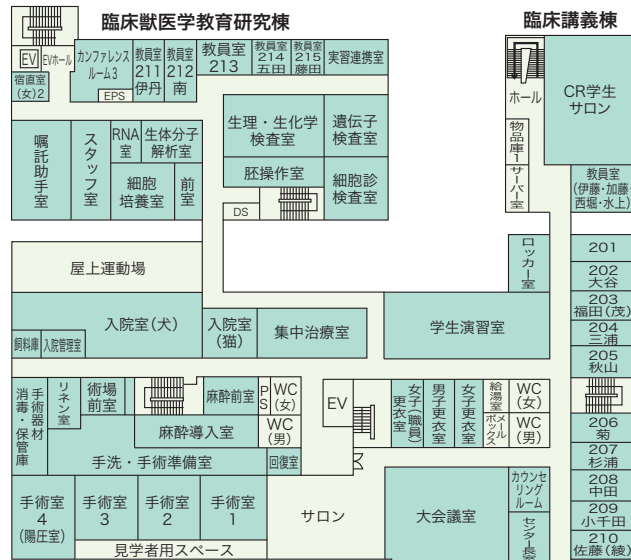 臨床獣医学教育研究棟
臨床講義棟
EV
EVホール
宿直室
(女)2
カンファレンス
ルーム3
EPS
教員室
211
伊丹
教員室
212
南
教員室
213
教員室
214
五田
教員室
215
藤田
実習連携室
ホール
CR学生
サロン
嘱託助手室
スタッフ室
RNA
室
生体分子
解析室
細胞
培養室
前室
生理・生化学
検査室
遺伝子
検査室
胚操作室
細胞診
検査室
DS
物品庫1
サーバー室
教員室
(伊藤・加藤・
西堀・水上)
屋上運動場
ロッカー室
201
202
大谷
203
福田(茂)
204
三浦
205
秋山
入院室(犬)
飼料庫
入院管理室
入院室
(猫)
集中治療室
学生演習室
手術器材
消毒・保管庫
リネン室
術場
前室
麻酔前室
PS
WC
(女)
麻酔導入室
WC
(男)
手洗・手術準備室
回復室
EV
女子(職員)
更衣室
男子更衣室
女子更衣室
給湯室
メール
ボックス
WC
(女)
WC
(男)
206
菊
207
杉浦
208
中田
209
小千田
210
佐藤(綾)
手術室
4
(陽圧室)
手術室
3
手術室
2
手術室
1
見学者用スペース
サロン
大会議室
カウンセ
リング
ルーム
センター長室